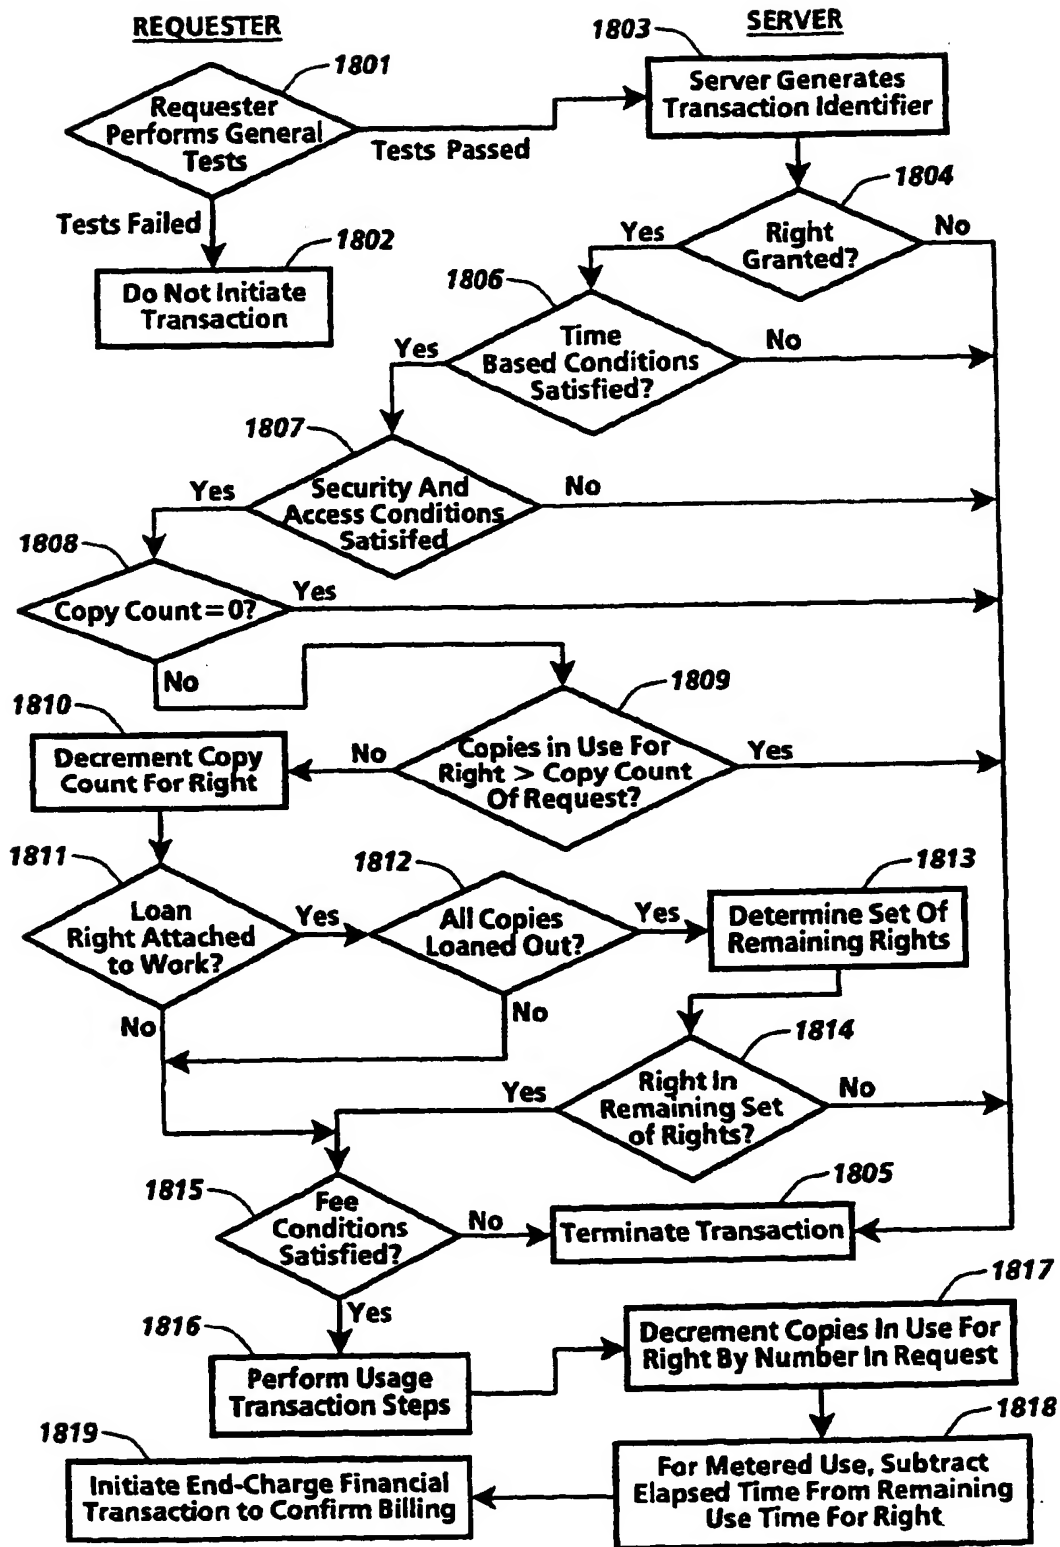 REQUESTER
SERVER
1801
1803
Requester
Performs General
Tests
Tests Passed
Server Generates
Transaction Identifier
Tests Failed
1802
Do Not Initiate
Transaction
1804
Right
Granted?
Yes
No
1806
Time
Based Conditions
Satisfied?
Yes
No
1807
Security And
Access Conditions
Satisifed
Yes
No
1808
Copy Count = 0?
Yes
No
1809
Copies in Use For
Right > Copy Count
Of Request?
No
Yes
1810
Decrement Copy
Count For Right
1811
Loan
Right Attached
to Work?
Yes
No
1812
All Copies
Loaned Out?
Yes
No
1813
Determine Set Of
Remaining Rights
1814
Right In
Remaining Set
of Rights?
Yes
No
1815
Fee
Conditions
Satisfied?
No
Yes
1805
Terminate Transaction
1816
Perform Usage
Transaction Steps
1817
Decrement Copies In Use For
Right By Number In Request
1818
For Metered Use, Subtract
Elapsed Time From Remaining
Use Time For Right
1819
Initiate End-Charge Financial
Transaction to Confirm Billing